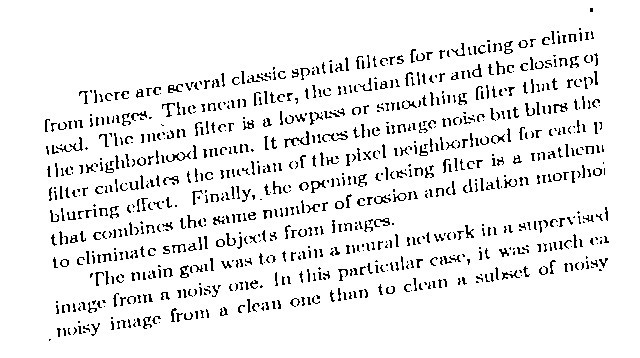 There are several classic spatial filters for reducing or elimin
from images. The mean filter, the median filter and the closing op
used. The mean filter is a lowpass or smoothing filter that repl
the neighborhood mean. It reduces the image noise but blurs the
filter calculates the median of the pixel neighborhood for each p
blurring effect. Finally, the opening closing filter is a mathem
that combines the same number of erosion and dilation morpho
to eliminate small objects from images.
The main goal was to train a neural network in a supervised
image from a noisy one. In this particular case, it was much ea
noisy image from a clean one than to clean a subset of noisy